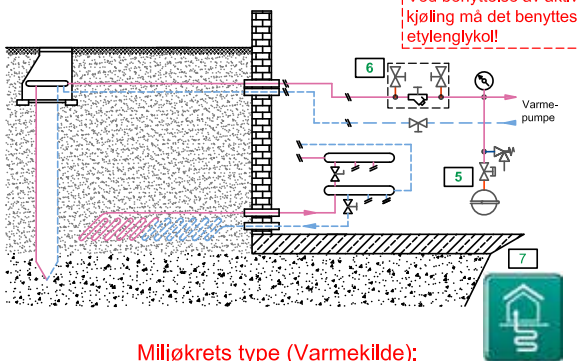 Ved benyttelse av aktiv
kjøling må det benyttes
etylenglykol!
6
Varme-
pumpe
5
7
Miljøkrets type (Varmekilde):